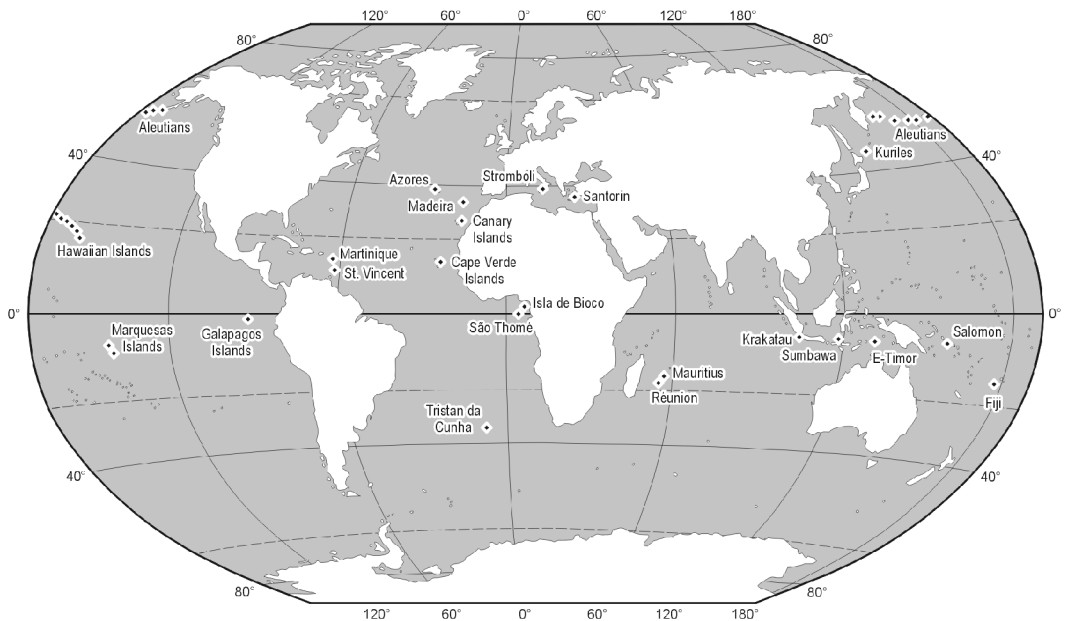 120° 60° 0° 60° 120° 180°
80° 80°
Aleutians
Aleutians
40° 40°
Kuriles
Stromboli
Azores
Santorin
Madeira
Canary
Islands
Hawaiian Islands
Martinique
St. Vincent
Cape Verde
Islands
Isla de Bioco
0° 0°
São Thomé
Marquesas
Islands
Galapagos
Islands
Krakatau
Sumbawa
E-Timor
Salomon
Mauritius
Réunion
Fiji
Tristan da
Cunha
40° 40°
80° 80°
120° 60° 0° 60° 120° 180°